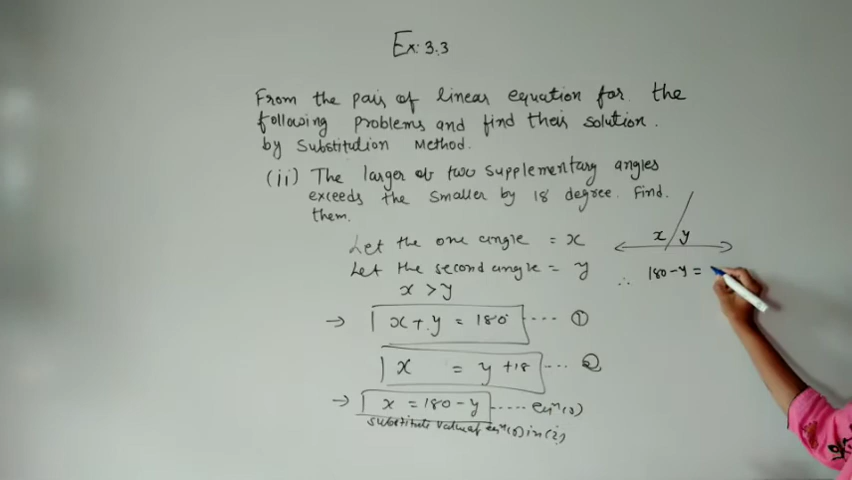 Ex: 3.3
From the pair of linear equation for the
following problems and find their solution.
by Substitution Method.
(ii) The larger of two supplementary angles
exceeds the smaller by 18 degree. Find.
them.
Let the one angle = x
Let the second angle = y
x > y
x / y
∴ 180 - y =
→ x + y = 180 ---- ①
x = y + 18 --- ②
→ x = 180 - y ----- eqⁿ(3)
substitute value of eqⁿ(3) in (2)